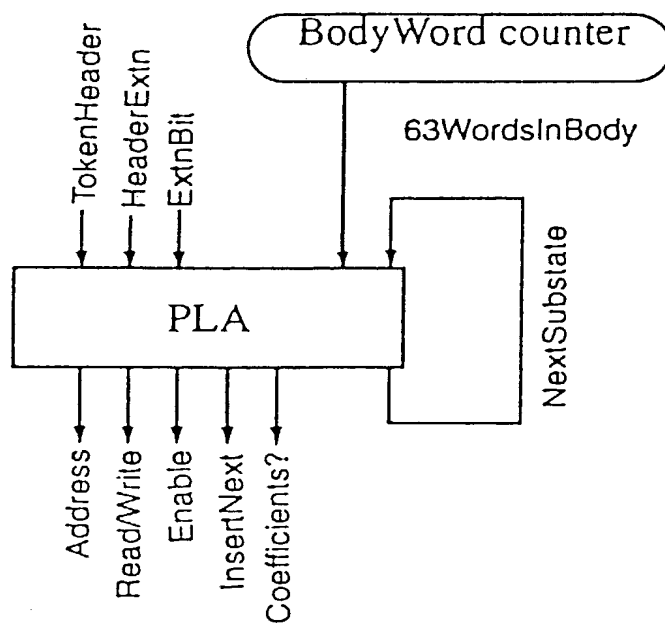 BodyWord counter
63WordsInBody
TokenHeader
HeaderExtn
ExtnBit
PLA
NextSubstate
Address
Read/Write
Enable
InsertNext
Coefficients?